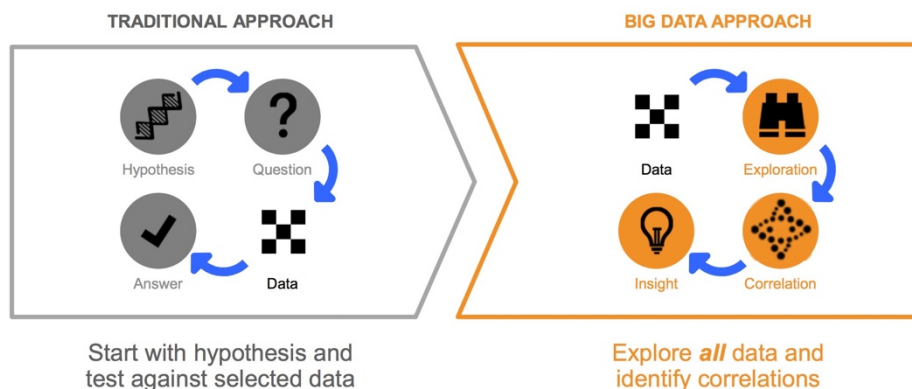 TRADITIONAL APPROACH
BIG DATA APPROACH
Hypothesis
Question
Answer
Data
Data
Exploration
Insight
Correlation
Start with hypothesis and
test against selected data
Explore all data and
identify correlations